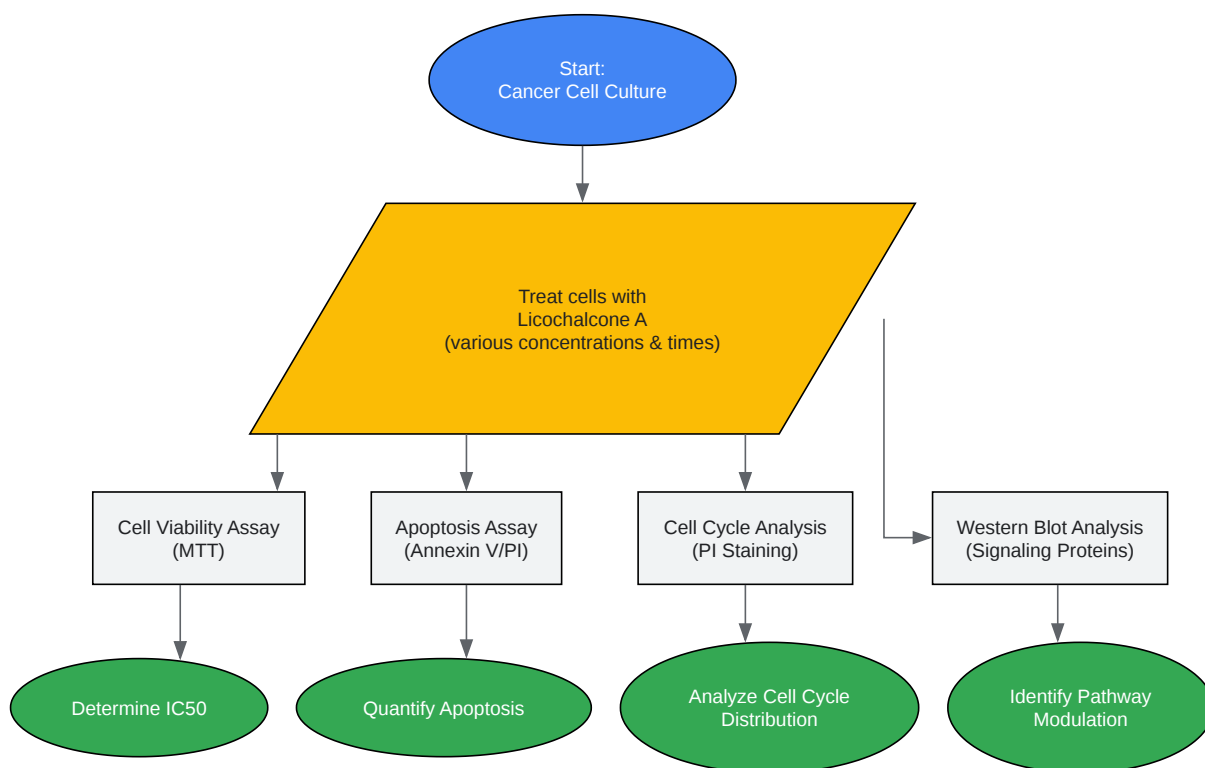 Start:
Cancer Cell Culture
Treat cells with
Licochalcone A
(various concentrations & times)
Cell Viability Assay
(MTT)
Apoptosis Assay
(Annexin V/PI)
Cell Cycle Analysis
(PI Staining)
Western Blot Analysis
(Signaling Proteins)
Determine IC50
Quantify Apoptosis
Analyze Cell Cycle
Distribution
Identify Pathway
Modulation